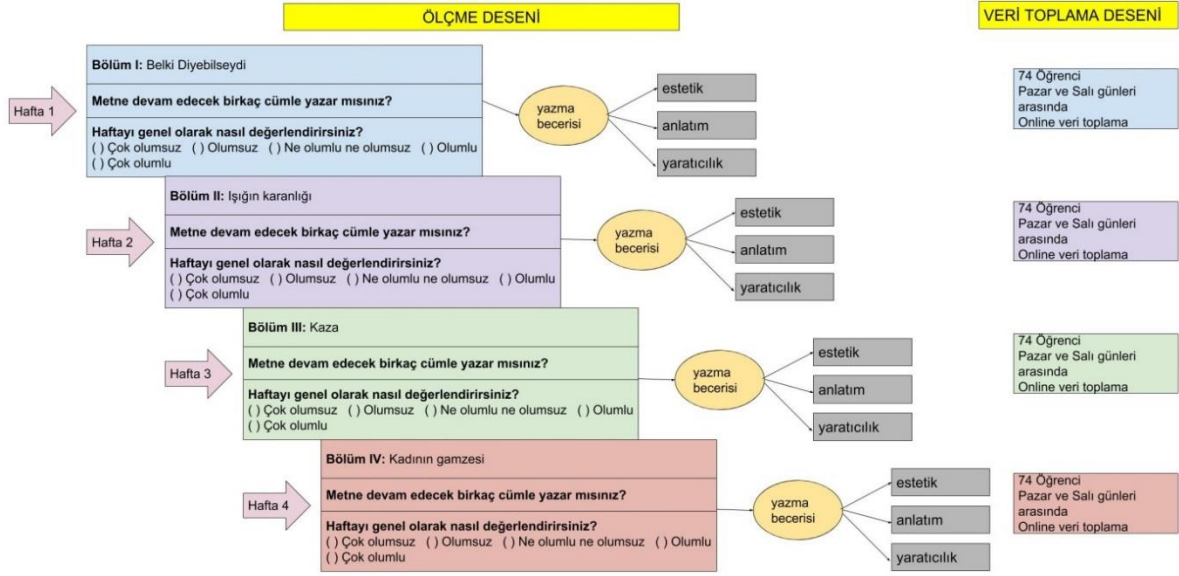 ÖLÇME DESENİ
VERİ TOPLAMA DESENİ
Hafta 1
Bölüm I: Belki Diyebilseydi
Metne devam edecek birkaç cümle yazar mısınız?
Haftayı genel olarak nasıl değerlendirirsiniz?
( ) Çok olumsuz ( ) Olumsuz ( ) Ne olumlu ne olumsuz ( ) Olumlu
( ) Çok olumlu
yazma
becerisi
estetik
anlatım
yaratıcılık
74 Öğrenci
Pazar ve Salı günleri
arasında
Online veri toplama
Hafta 2
Bölüm II: Işığın karanlığı
Metne devam edecek birkaç cümle yazar mısınız?
Haftayı genel olarak nasıl değerlendirirsiniz?
( ) Çok olumsuz ( ) Olumsuz ( ) Ne olumlu ne olumsuz ( ) Olumlu
( ) Çok olumlu
yazma
becerisi
estetik
anlatım
yaratıcılık
74 Öğrenci
Pazar ve Salı günleri
arasında
Online veri toplama
Hafta 3
Bölüm III: Kaza
Metne devam edecek birkaç cümle yazar mısınız?
Haftayı genel olarak nasıl değerlendirirsiniz?
( ) Çok olumsuz ( ) Olumsuz ( ) Ne olumlu ne olumsuz ( ) Olumlu
( ) Çok olumlu
yazma
becerisi
estetik
anlatım
yaratıcılık
74 Öğrenci
Pazar ve Salı günleri
arasında
Online veri toplama
Hafta 4
Bölüm IV: Kadının gamzesi
Metne devam edecek birkaç cümle yazar mısınız?
Haftayı genel olarak nasıl değerlendirirsiniz?
( ) Çok olumsuz ( ) Olumsuz ( ) Ne olumlu ne olumsuz ( ) Olumlu
( ) Çok olumlu
yazma
becerisi
estetik
anlatım
yaratıcılık
74 Öğrenci
Pazar ve Salı günleri
arasında
Online veri toplama